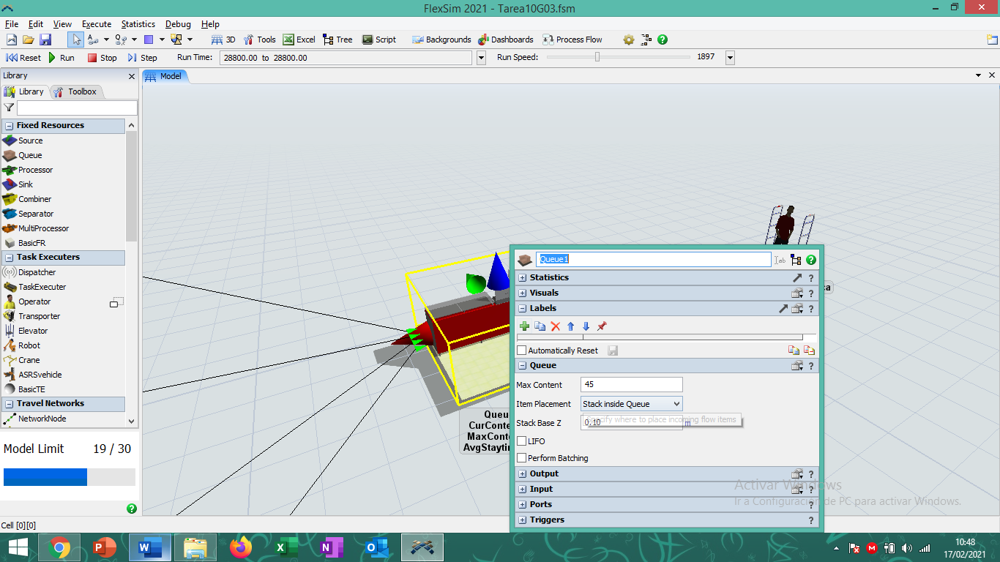 FlexSim 2021 - Tarea10G03.fsm
File Edit View Execute Statistics Debug Help
3D Tools Excel Tree Script Backgrounds Dashboards Process Flow
Reset Run Stop Step Run Time: 28800.00 to 28800.00 Run Speed: 1897
Library
Model
Library Toolbox
Fixed Resources
Source
Queue
Processor
Sink
Combiner
Separator
MultiProcessor
BasicFR
Task Executers
Dispatcher
TaskExecuter
Operator
Transporter
Elevator
Robot
Crane
ASRSvehicle
BasicTE
Travel Networks
NetworkNode
Model Limit 19 / 30
Cell [0][0]
Queu
CurConte
MaxConte
AvgStaytin
Queue1
Statistics
Visuals
Labels
Automatically Reset
Queue
Max Content 45
Item Placement Stack inside Queue
Stack Base Z 0.10 m
Specify where to place incoming flow items
LIFO
Perform Batching
Output
Input
Ports
Triggers
Activar Windows
Ir a Configuración de PC para activar Windows.
10:48
17/02/2021